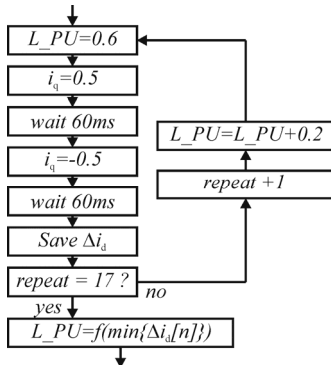 L_PU=0.6
i_q=0.5
wait 60ms
i_q=-0.5
wait 60ms
Save Δi_d
repeat = 17 ?
yes
no
L_PU=f(min{Δi_d[n]})
L_PU=L_PU+0.2
repeat +1